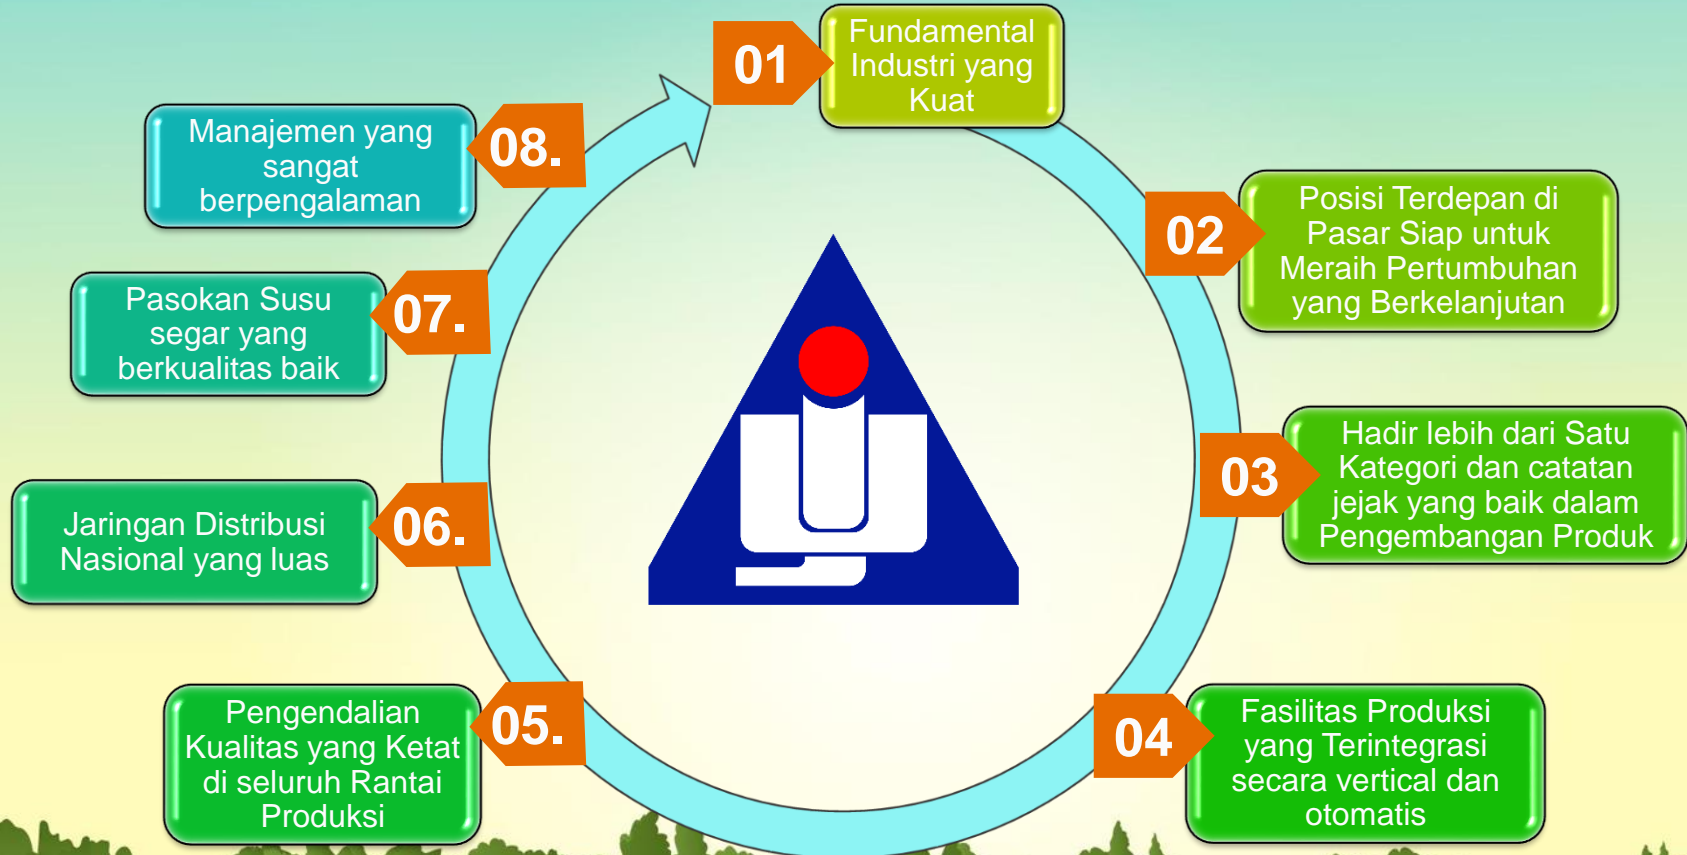 01
Fundamental
Industri yang
Kuat
02
Posisi Terdepan di
Pasar Siap untuk
Meraih Pertumbuhan
yang Berkelanjutan
03
Hadir lebih dari Satu
Kategori dan catatan
jejak yang baik dalam
Pengembangan Produk
04
Fasilitas Produksi
yang Terintegrasi
secara vertical dan
otomatis
05.
Pengendalian
Kualitas yang Ketat
di seluruh Rantai
Produksi
06.
Jaringan Distribusi
Nasional yang luas
07.
Pasokan Susu
segar yang
berkualitas baik
08.
Manajemen yang
sangat
berpengalaman